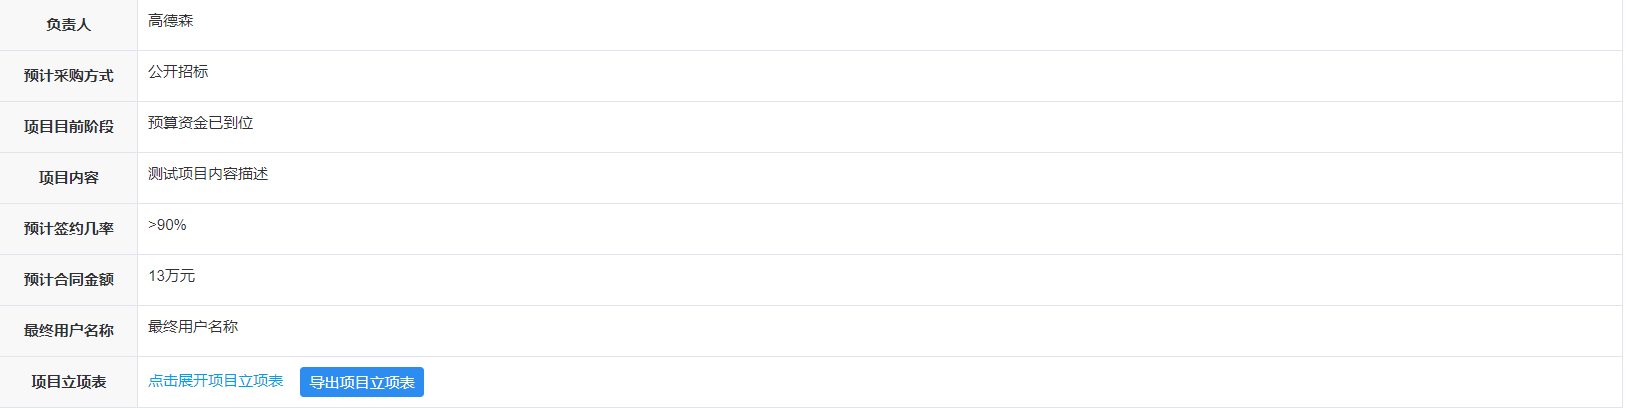 负责人 高德森
预计采购方式 公开招标
项目目前阶段 预算资金已到位
项目内容 测试项目内容描述
预计签约几率 >90%
预计合同金额 13万元
最终用户名称 最终用户名称
项目立项表 点击展开项目立项表 导出项目立项表